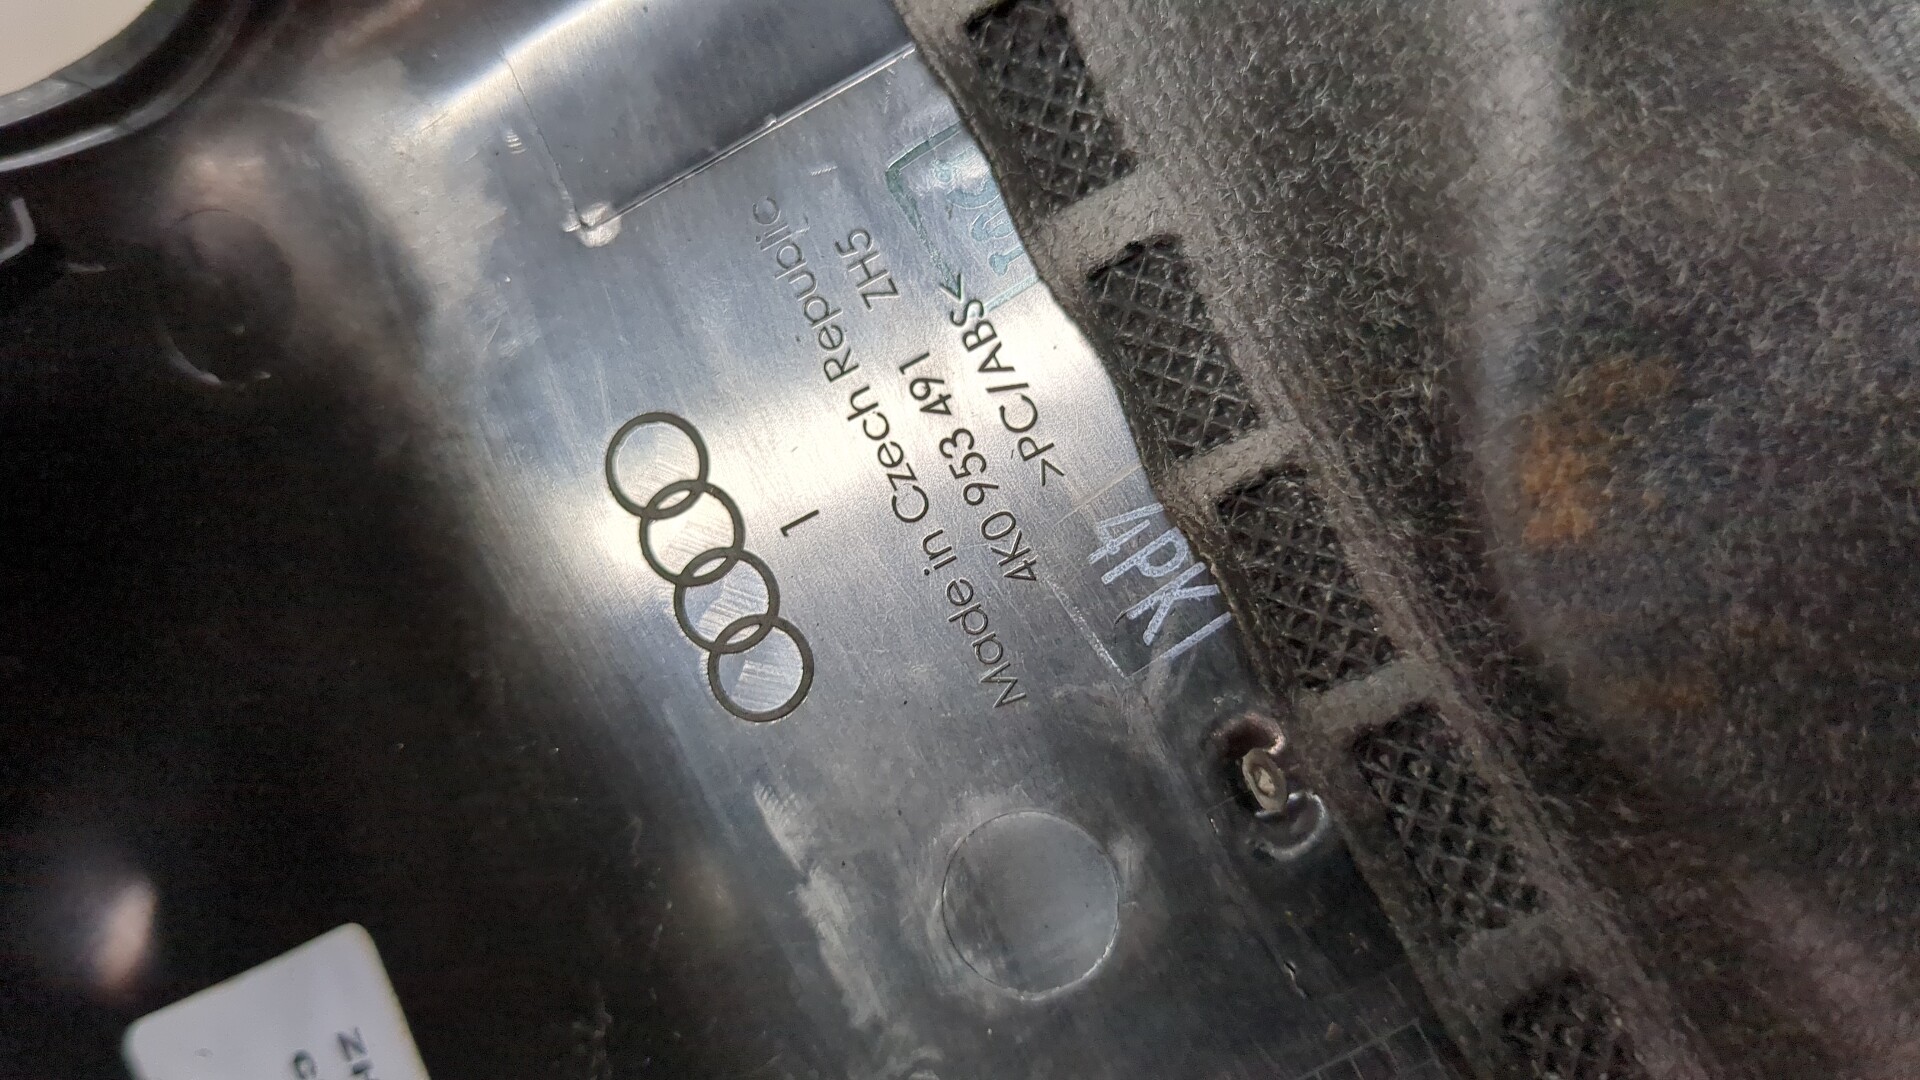 1
Made in Czech Republic
4K0 953 491 ZH5
>PC/ABS<
4PK